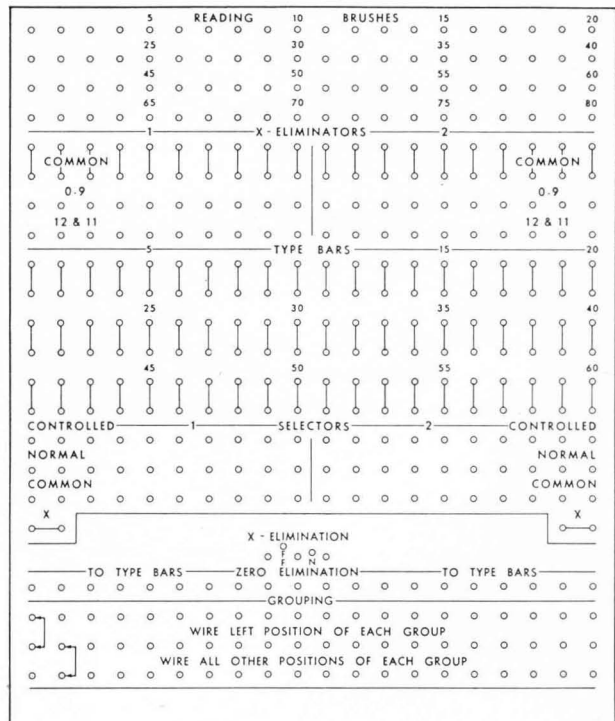 5 READING 10 BRUSHES 15 20
25 30 35 40
45 50 55 60
65 70 75 80
1 X - ELIMINATORS 2
COMMON COMMON
0-9 0-9
12 & 11 12 & 11
5 TYPE BARS 15 20
25 30 35 40
45 50 55 60
CONTROLLED 1 SELECTORS 2 CONTROLLED
NORMAL NORMAL
COMMON COMMON
X X
X - ELIMINATION
OFF ON
TO TYPE BARS ZERO ELIMINATION TO TYPE BARS
GROUPING
WIRE LEFT POSITION OF EACH GROUP
WIRE ALL OTHER POSITIONS OF EACH GROUP